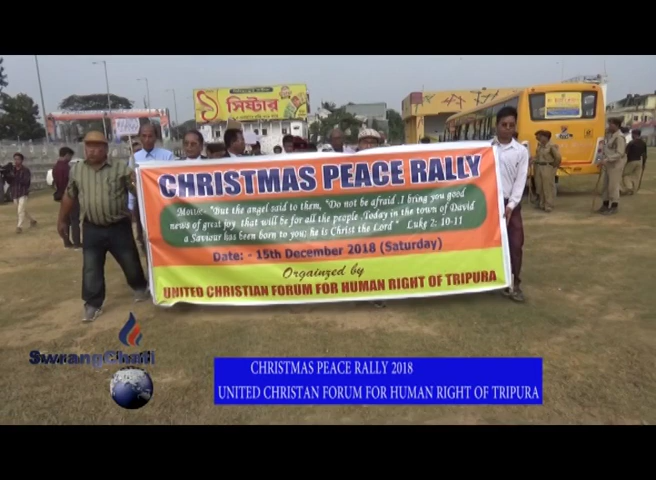 সিস্টার
CHRISTMAS PEACE RALLY
Motive:- "But the angel said to them, "Do not be afraid .I bring you good
news of great joy that will be for all the people .Today in the town of David
a Saviour has been born to you; he is Christ the Lord" Luke 2: 10-11
Date: - 15th December 2018 (Saturday)
Orgainzed by
UNITED CHRISTIAN FORUM FOR HUMAN RIGHT OF TRIPURA
SwrangChati
CHRISTMAS PEACE RALLY 2018
UNITED CHRISTAN FORUM FOR HUMAN RIGHT OF TRIPURA